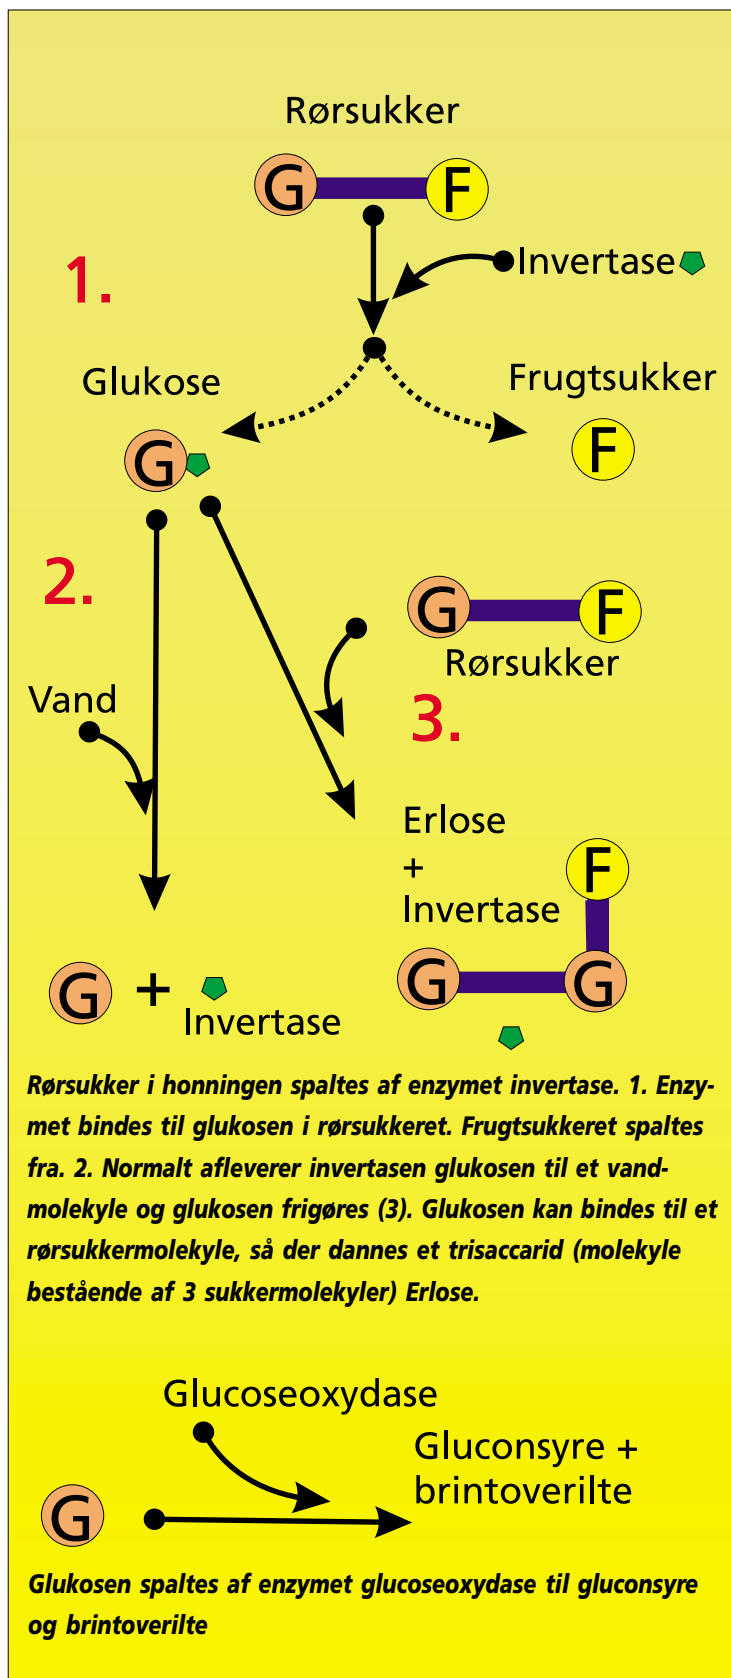 Rørsukker
G F
Invertase
1.
Glukose
Frugtsukker
G
F
2.
G F
Rørsukker
Vand
3.
Erlose
+
Invertase
F
G G
G +
Invertase
Rørsukker i honningen spaltes af enzymet invertase. 1. Enzy-
met bindes til glukosen i rørsukkeret. Frugtsukkeret spaltes
fra. 2. Normalt afleverer invertasen glukosen til et vand-
molekyle og glukosen frigøres (3). Glukosen kan bindes til et
rørsukkermolekyle, så der dannes et trisaccarid (molekyle
bestående af 3 sukkermolekyler) Erlose.
Glucoseoxydase
Gluconsyre +
brintoverilte
G
Glukosen spaltes af enzymet glucoseoxydase til gluconsyre
og brintoverilte